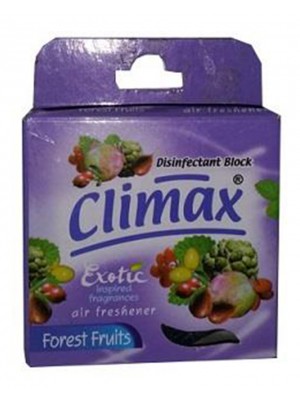 Disinfectant Block
Climax®
Exotic
inspired
fragrances
air freshener
Forest Fruits